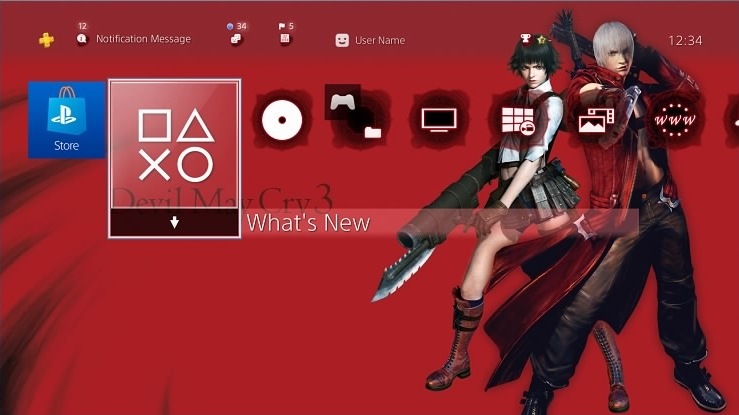 12
34
5
Notification Message
User Name
12:34
Store
www
Devil May Cry 3
What's New